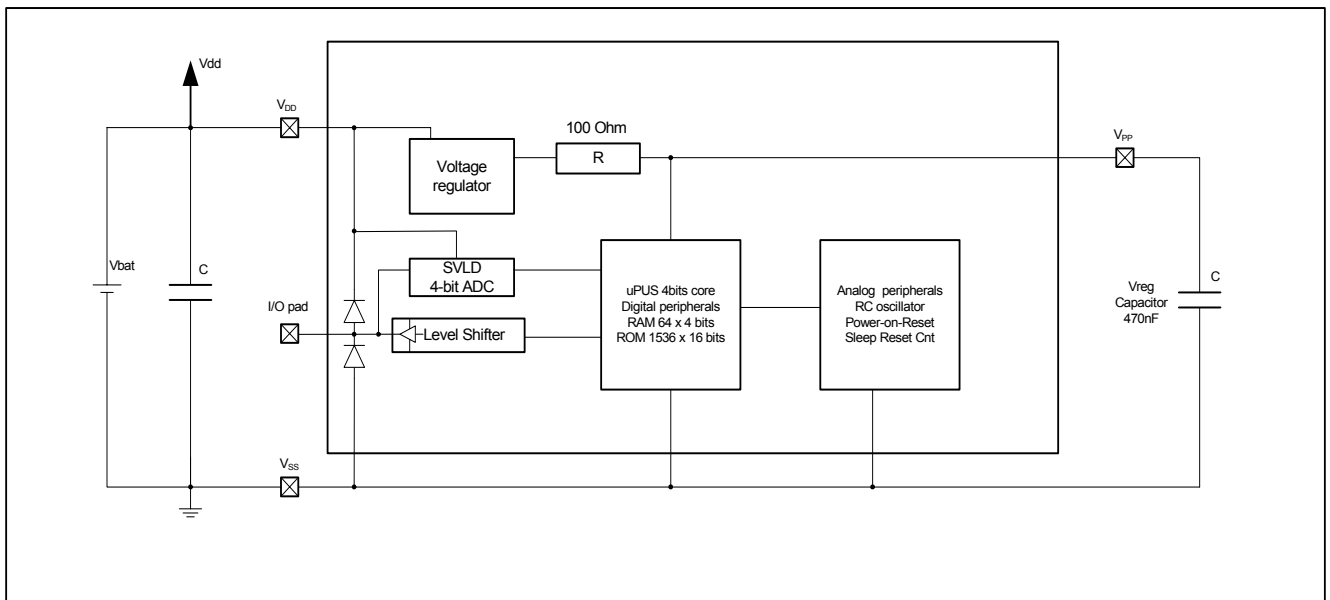 Vdd
VDD
100 Ohm
R
VPP
Voltage
regulator
Vbat
C
SVLD
4-bit ADC
I/O pad
Level Shifter
uPUS 4bits core
Digital peripherals
RAM 64 x 4 bits
ROM 1536 x 16 bits
Analog peripherals
RC oscillator
Power-on-Reset
Sleep Reset Cnt
C
Vreg
Capacitor
470nF
VSS